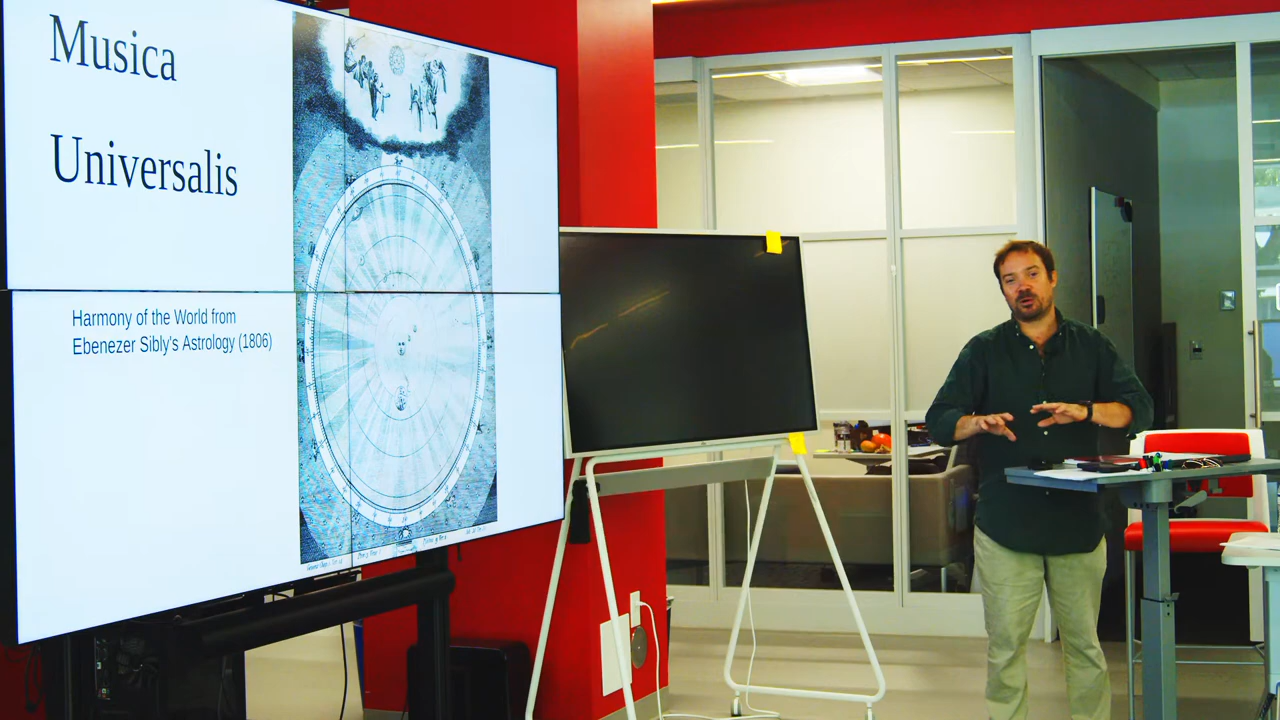 Musica
Universalis
Harmony of the World from
Ebenezer Sibly's Astrology (1806)